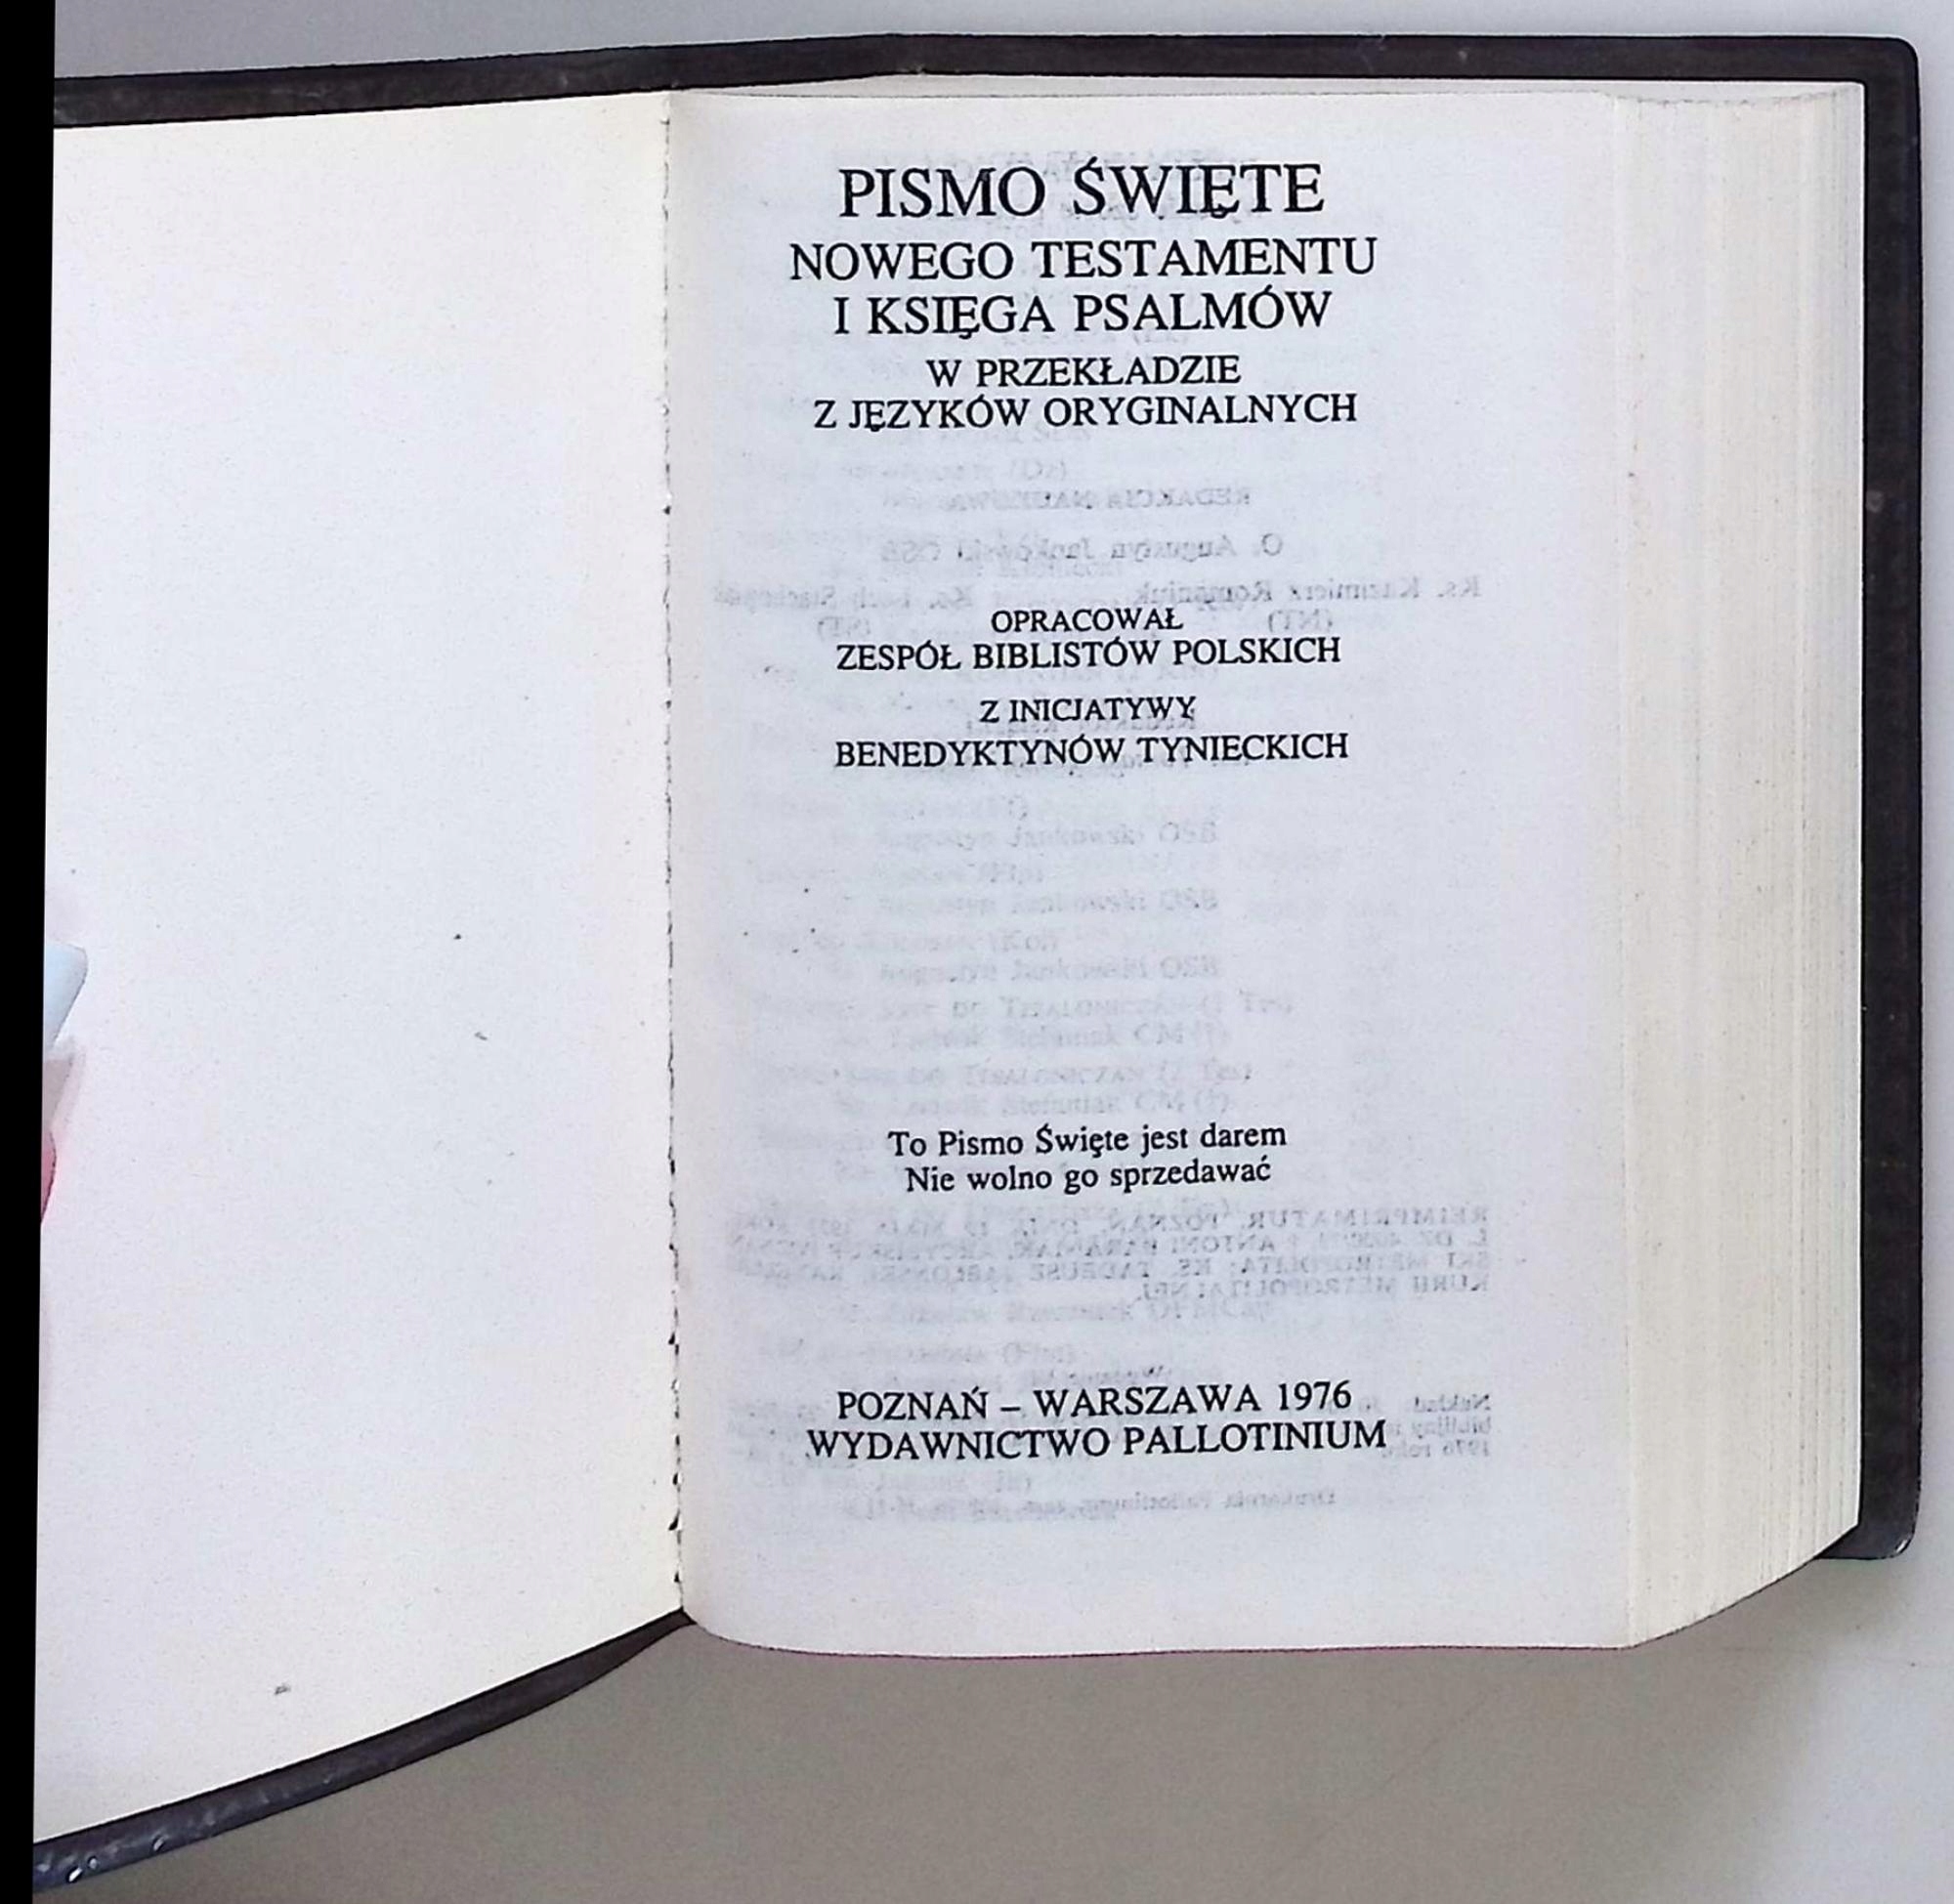 PISMO ŚWIĘTE
NOWEGO TESTAMENTU
I KSIĘGA PSALMÓW
W PRZEKŁADZIE
Z JĘZYKÓW ORYGINALNYCH
OPRACOWAŁ
ZESPÓŁ BIBLISTÓW POLSKICH
Z INICJATYWY
BENEDYKTYNÓW TYNIECKICH
To Pismo Święte jest darem
Nie wolno go sprzedawać
POZNAŃ – WARSZAWA 1976
WYDAWNICTWO PALLOTINIUM